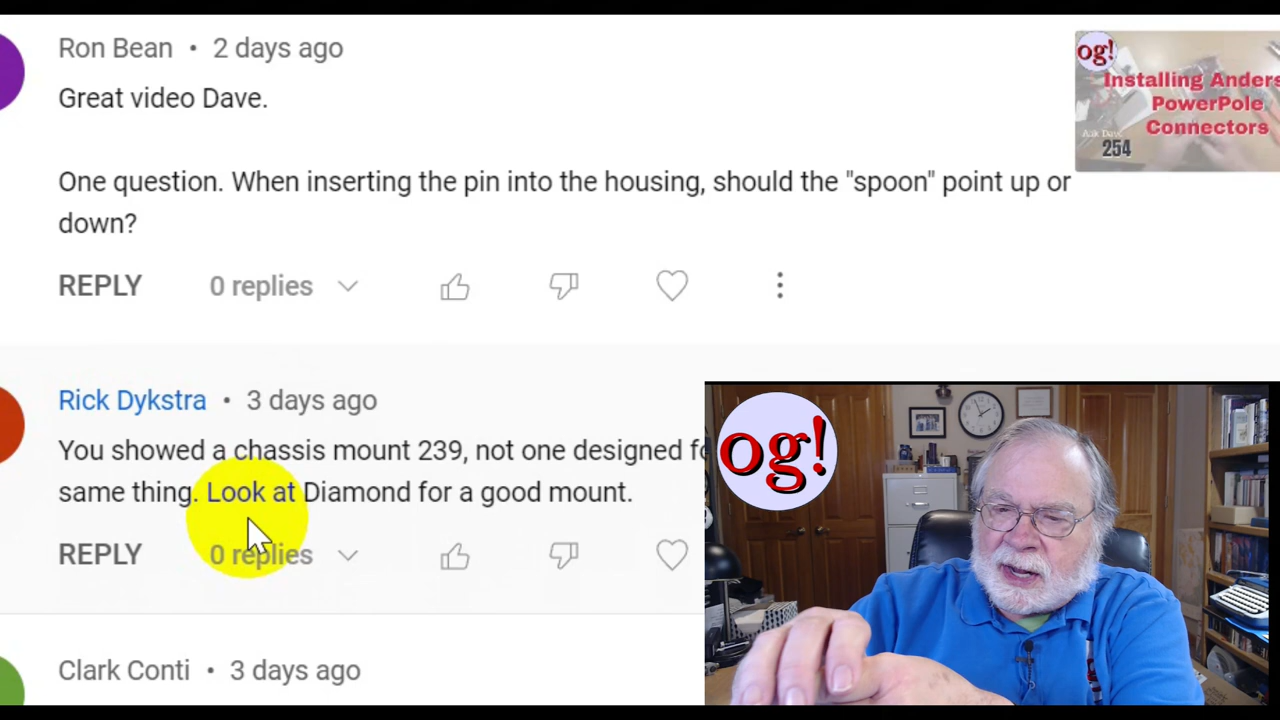 Ron Bean • 2 days ago
Great video Dave.
One question. When inserting the pin into the housing, should the "spoon" point up or
down?
REPLY 0 replies
og!
Installing Anders
PowerPole
Connectors
Ask Dave
254
Rick Dykstra • 3 days ago
You showed a chassis mount 239, not one designed fo
same thing. Look at Diamond for a good mount.
REPLY 0 replies
og!
Clark Conti • 3 days ago